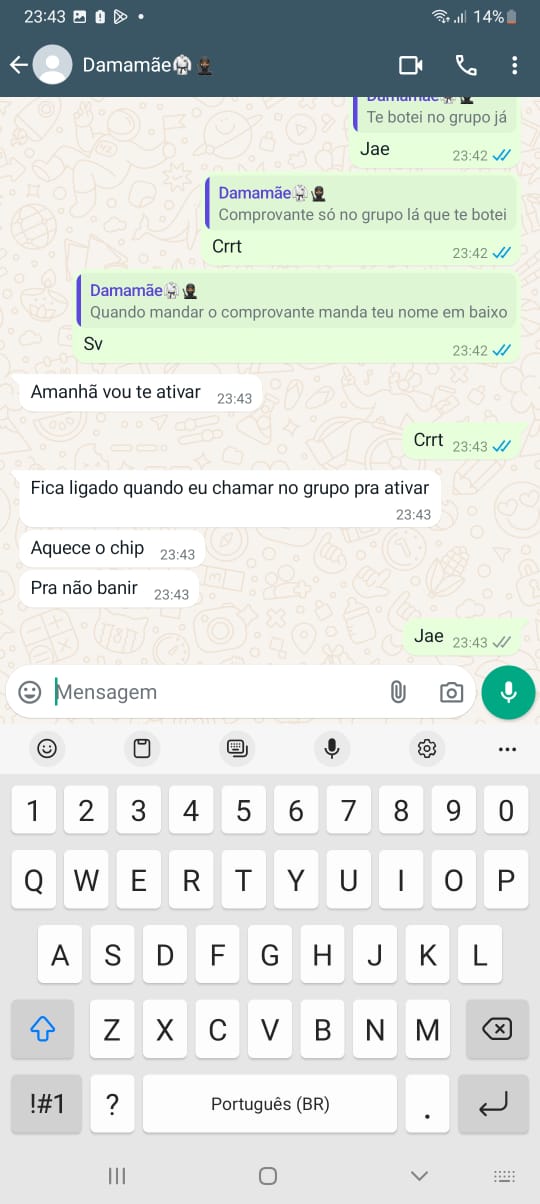 23:43
14%
Damamãe
Damamãe
Te botei no grupo já
Jae
23:42
Damamãe
Comprovante só no grupo lá que te botei
Crrt
23:42
Damamãe
Quando mandar o comprovante manda teu nome em baixo
Sv
23:42
Amanhã vou te ativar 23:43
Crrt 23:43
Fica ligado quando eu chamar no grupo pra ativar
23:43
Aquece o chip 23:43
Pra não banir 23:43
Jae 23:43
Mensagem
1 2 3 4 5 6 7 8 9 0
Q W E R T Y U I O P
A S D F G H J K L
Z X C V B N M
!#1 ? Português (BR) .